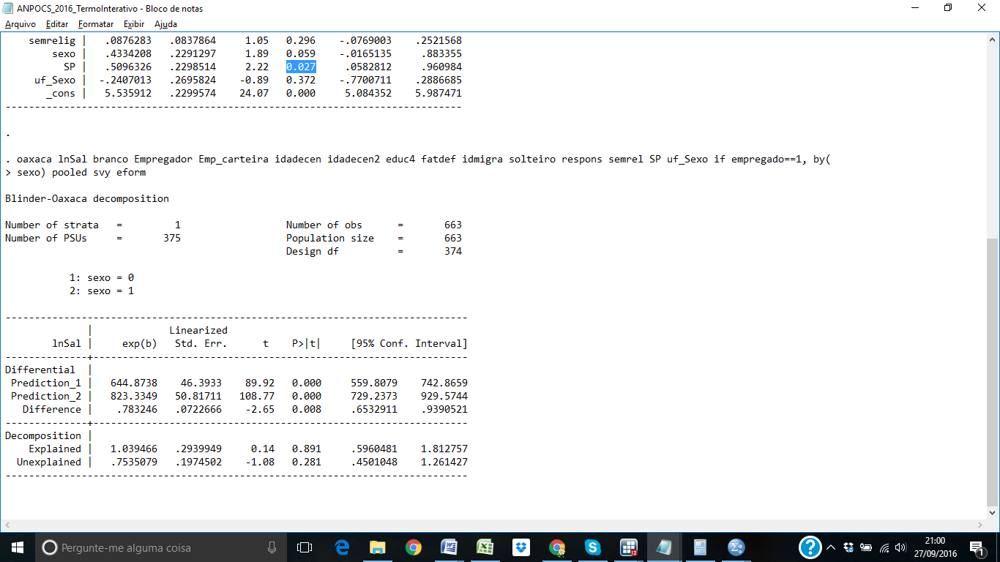 ANPOCS_2016_TermoInterativo - Bloco de notas
Arquivo Editar Formatar Exibir Ajuda
semrelig | .0876283 .0837864 1.05 0.296 -.0769003 .2521568
sexo | .4334208 .2291297 1.89 0.059 -.0165135 .883355
SP | .5096326 .2298514 2.22 0.027 .0582812 .960984
uf_Sexo | -.2407013 .2695824 -0.89 0.372 -.7700711 .2886685
_cons | 5.535912 .2299574 24.07 0.000 5.084352 5.987471
------------------------------------------------------------------------------
.
. oaxaca lnSal branco Empregador Emp_carteira idadecen idadecen2 educ4 fatdef idmigra solteiro respons semrel SP uf_Sexo if empregado==1, by(
> sexo) pooled svy eform
Blinder-Oaxaca decomposition
Number of strata = 1 Number of obs = 663
Number of PSUs = 375 Population size = 663
Design df = 374
1: sexo = 0
2: sexo = 1
-------------------------------------------------------------------------------
| Linearized
lnSal | exp(b) Std. Err. t P>|t| [95% Conf. Interval]
--------------+----------------------------------------------------------------
Differential |
Prediction_1 | 644.8738 46.3933 89.92 0.000 559.8079 742.8659
Prediction_2 | 823.3349 50.81711 108.77 0.000 729.2373 929.5744
Difference | .783246 .0722666 -2.65 0.008 .6532911 .9390521
--------------+----------------------------------------------------------------
Decomposition |
Explained | 1.039466 .2939949 0.14 0.891 .5960481 1.812757
Unexplained | .7535079 .1974502 -1.08 0.281 .4501048 1.261427
-------------------------------------------------------------------------------
Pergunte-me alguma coisa
21:00
27/09/2016